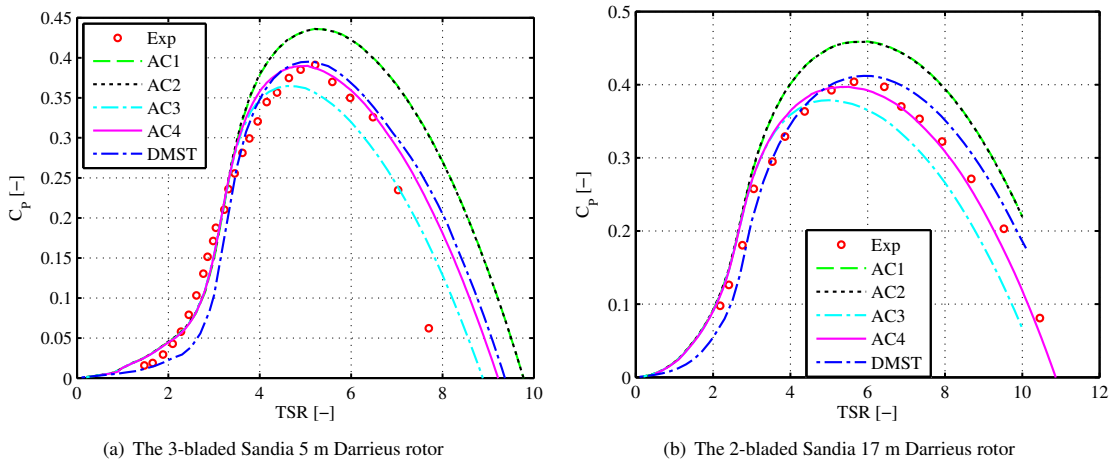 0.45
0.4
0.35
0.3
0.25
0.2
0.15
0.1
0.05
0
C_P [−]
Exp
AC1
AC2
AC3
AC4
DMST
0 2 4 6 8 10
TSR [−]
(a) The 3-bladed Sandia 5 m Darrieus rotor
0.5
0.4
0.3
0.2
0.1
0
C_P [−]
Exp
AC1
AC2
AC3
AC4
DMST
0 2 4 6 8 10 12
TSR [−]
(b) The 2-bladed Sandia 17 m Darrieus rotor